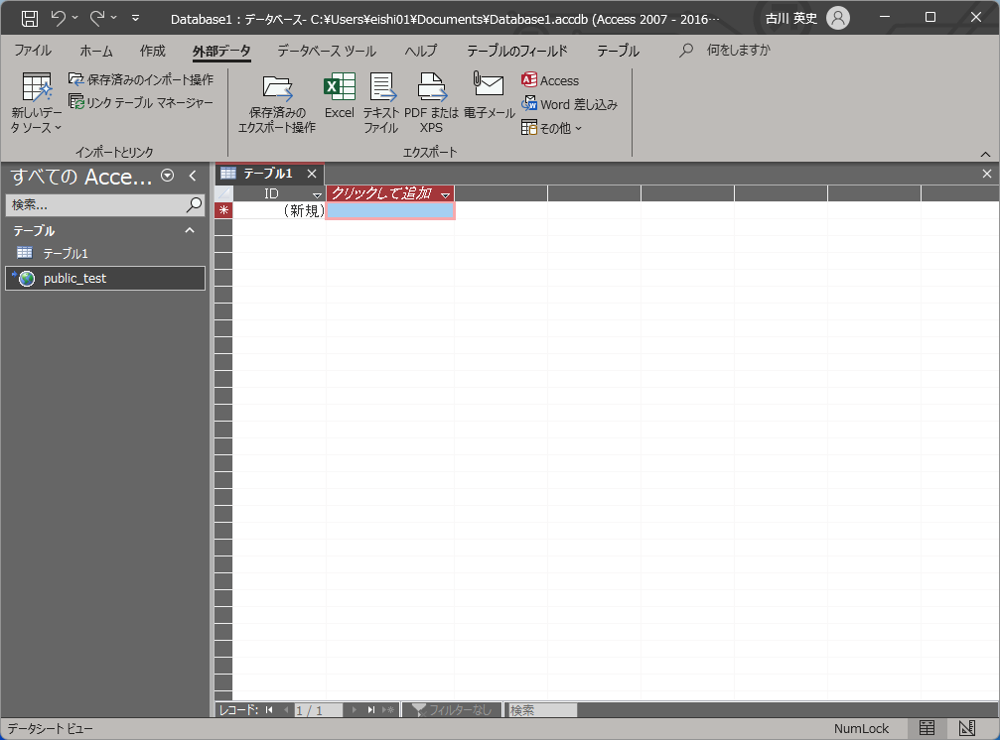 Database1 : データベース- C:¥Users¥eishi01¥Documents¥Database1.accdb (Access 2007 - 2016…
古川 英史
ファイル ホーム 作成 外部データ データベース ツール ヘルプ テーブルのフィールド テーブル 何をしますか
新しいデー
タ ソース
保存済みのインポート操作
リンク テーブル マネージャー
インポートとリンク
保存済みの
エクスポート操作
Excel
テキスト
ファイル
PDF または
XPS
電子メール
Access
Word 差し込み
その他
エクスポート
すべての Acce...
検索...
テーブル
テーブル1
public_test
テーブル1
ID クリックして追加
(新規)
レコード: 1 / 1 フィルターなし 検索
データシート ビュー NumLock